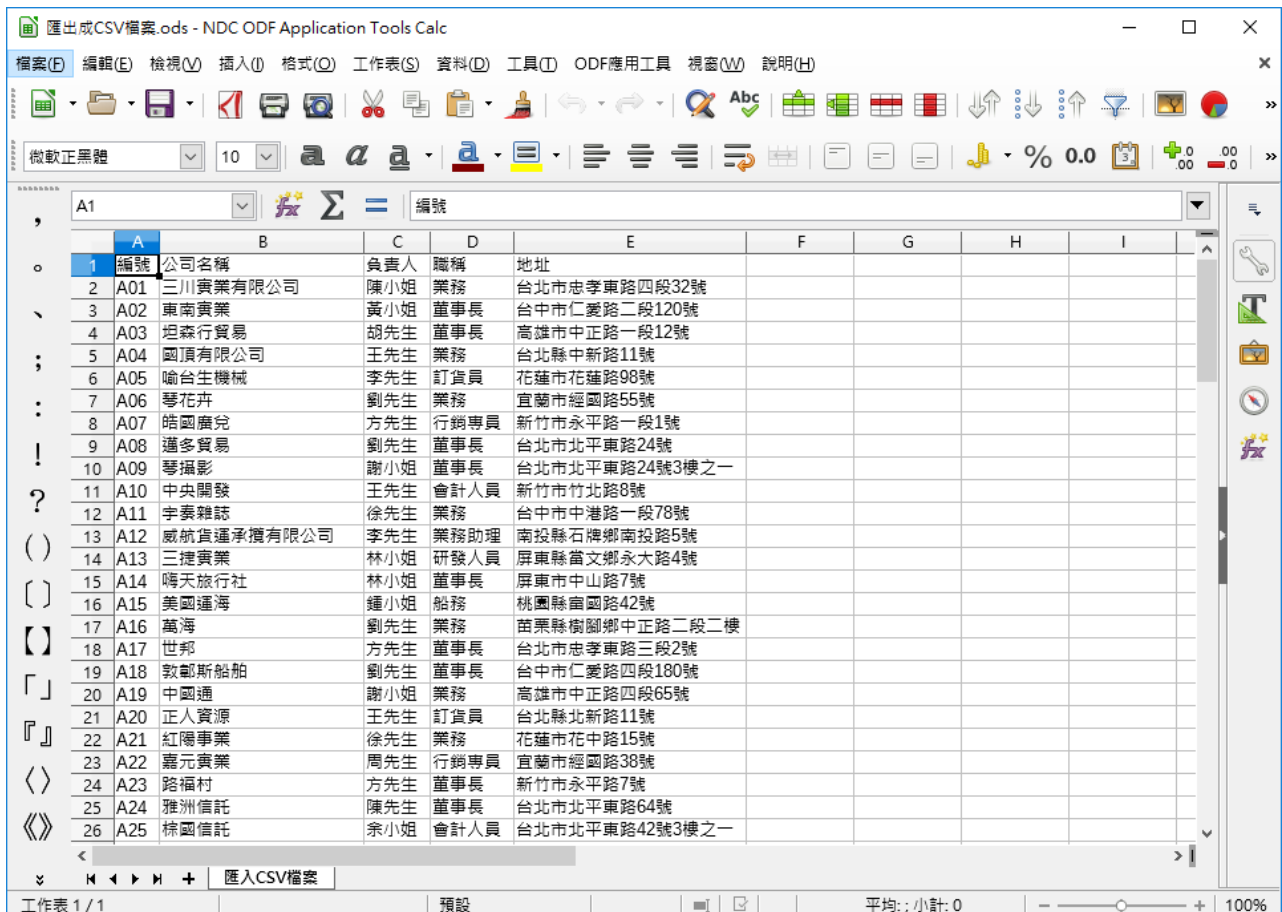 匯出成CSV檔案.ods - NDC ODF Application Tools Calc
檔案(F) 編輯(E) 檢視(V) 插入(I) 格式(O) 工作表(S) 資料(D) 工具(T) ODF應用工具 視窗(W) 說明(H)
Abc
微軟正黑體 10 a a a a % 0.0 .00 .00 .0
A1 fx Σ = 編號
A B C D E F G H I
1 編號 公司名稱 負責人 職稱 地址
2 A01 三川實業有限公司 陳小姐 業務 台北市忠孝東路四段32號
3 A02 東南實業 黃小姐 董事長 台中市仁愛路二段120號
4 A03 坦森行貿易 胡先生 董事長 高雄市中正路一段12號
5 A04 國頂有限公司 王先生 業務 台北縣中新路11號
6 A05 喻台生機械 李先生 訂貨員 花蓮市花蓮路98號
7 A06 琴花卉 劉先生 業務 宜蘭市經國路55號
8 A07 皓國廣兌 方先生 行銷專員 新竹市永平路一段1號
9 A08 邁多貿易 劉先生 董事長 台北市北平東路24號
10 A09 琴攝影 謝小姐 董事長 台北市北平東路24號3樓之一
11 A10 中央開發 王先生 會計人員 新竹市竹北路8號
12 A11 宇奏雜誌 徐先生 業務 台中市中港路一段78號
13 A12 威航貨運承攬有限公司 李先生 業務助理 南投縣石牌鄉南投路5號
14 A13 三捷實業 林小姐 研發人員 屏東縣當文鄉永大路4號
15 A14 嗨天旅行社 林小姐 董事長 屏東市中山路7號
16 A15 美國運海 鍾小姐 船務 桃園縣富國路42號
17 A16 萬海 劉先生 業務 苗栗縣樹腳鄉中正路二段二樓
18 A17 世邦 方先生 董事長 台北市忠孝東路三段2號
19 A18 敦鄣斯船舶 劉先生 董事長 台中市仁愛路四段180號
20 A19 中國通 謝小姐 業務 高雄市中正路四段65號
21 A20 正人資源 王先生 訂貨員 台北縣北新路11號
22 A21 紅陽事業 徐先生 業務 花蓮市花中路15號
23 A22 嘉元實業 周先生 行銷專員 宜蘭市經國路38號
24 A23 路福村 方先生 董事長 新竹市永平路7號
25 A24 雅洲信託 陳先生 董事長 台北市北平東路64號
26 A25 棕國信託 余小姐 會計人員 台北市北平東路42號3樓之一
，
。
、
；
：
！
？
（）
〔〕
【】
「」
『』
〈〉
《》
匯入CSV檔案
工作表 1 / 1 預設 平均: ; 小計: 0 100%